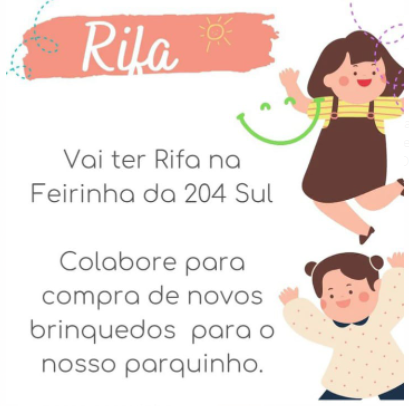 Rifa
Vai ter Rifa na
Feirinha da 204 Sul
Colabore para
compra de novos
brinquedos para o
nosso parquinho.